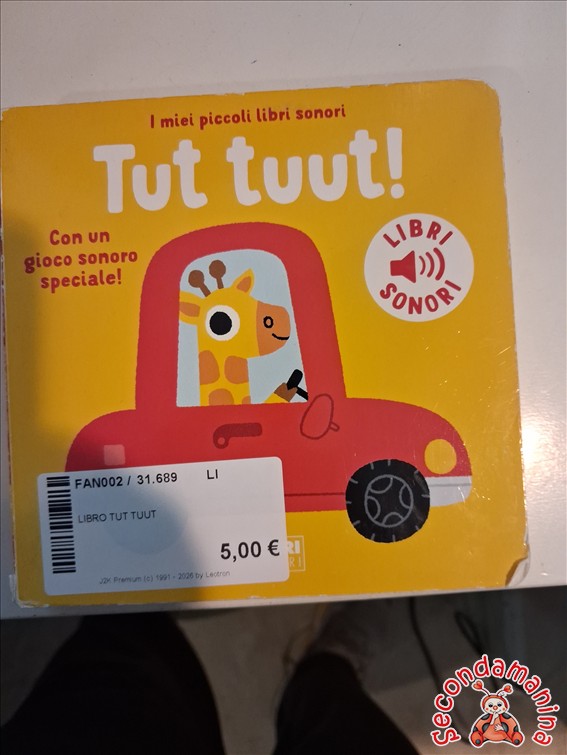 I miei piccoli libri sonori
Tut tuut!
Con un
gioco sonoro
speciale!
LIBRI
SONORI
FAN002 / 31.689 LI
LIBRO TUT TUUT
5,00 €
J2K Premium (c) 1991 - 2026 by Leotron
Secondamanina